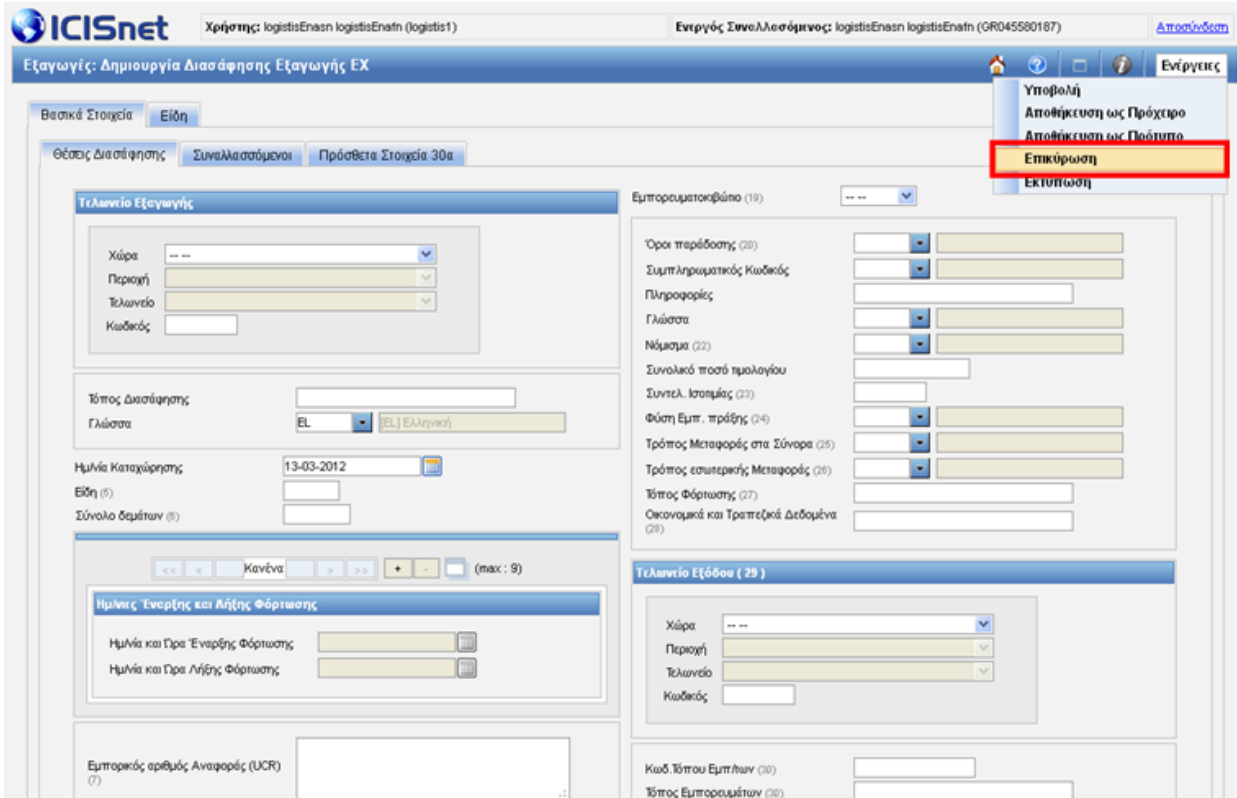 ICISnet
Χρήστης: logistisEnasn logistisEnafn (logistis1)
Ενεργός Συναλλασόμενος: logistisEnasn logistisEnafn (GR045580187)
Αποσύνδεση
Εξαγωγές: Δημιουργία Διασάφησης Εξαγωγής EX
Ενέργειες
Υποβολή
Αποθήκευση ως Πρόχειρο
Αποθήκευση ως Πρότυπο
Επικύρωση
Εκτύπωση
Βασικά Στοιχεία
Είδη
Θέσεις Διασάφησης
Συναλλασσόμενοι
Πρόσθετα Στοιχεία 30α
Τελωνείο Εξαγωγής
Χώρα
-- --
Περιοχή
Τελωνείο
Κωδικός
Τόπος Διασάφησης
Γλώσσα
EL
[EL] Ελληνική
Ημ/νία Καταχώρησης
13-03-2012
Είδη (5)
Σύνολο δεμάτων (6)
<< < Κανένα > >> + - (max : 9)
Ημ/νιες Έναρξης και Λήξης Φόρτωσης
Ημ/νία και Ώρα Έναρξης Φόρτωσης
Ημ/νία και Ώρα Λήξης Φόρτωσης
Εμπορικός αριθμός Αναφοράς (UCR)
(7)
Εμπορευματοκιβώτιο (19)
-- --
Όροι παράδοσης (20)
Συμπληρωματικός Κωδικός
Πληροφορίες
Γλώσσα
Νόμισμα (22)
Συνολικό ποσό τιμολογίου
Συντελ. Ισοτιμίας (23)
Φύση Εμπ. πράξης (24)
Τρόπος Μεταφοράς στα Σύνορα (25)
Τρόπος εσωτερικής Μεταφοράς (26)
Τόπος Φόρτωσης (27)
Οικονομικά και Τραπεζικά Δεδομένα
(28)
Τελωνείο Εξόδου ( 29 )
Χώρα
-- --
Περιοχή
Τελωνείο
Κωδικός
Κωδ.Τόπου Εμπ/των (30)
Τόπος Εμπορευμάτων (30)